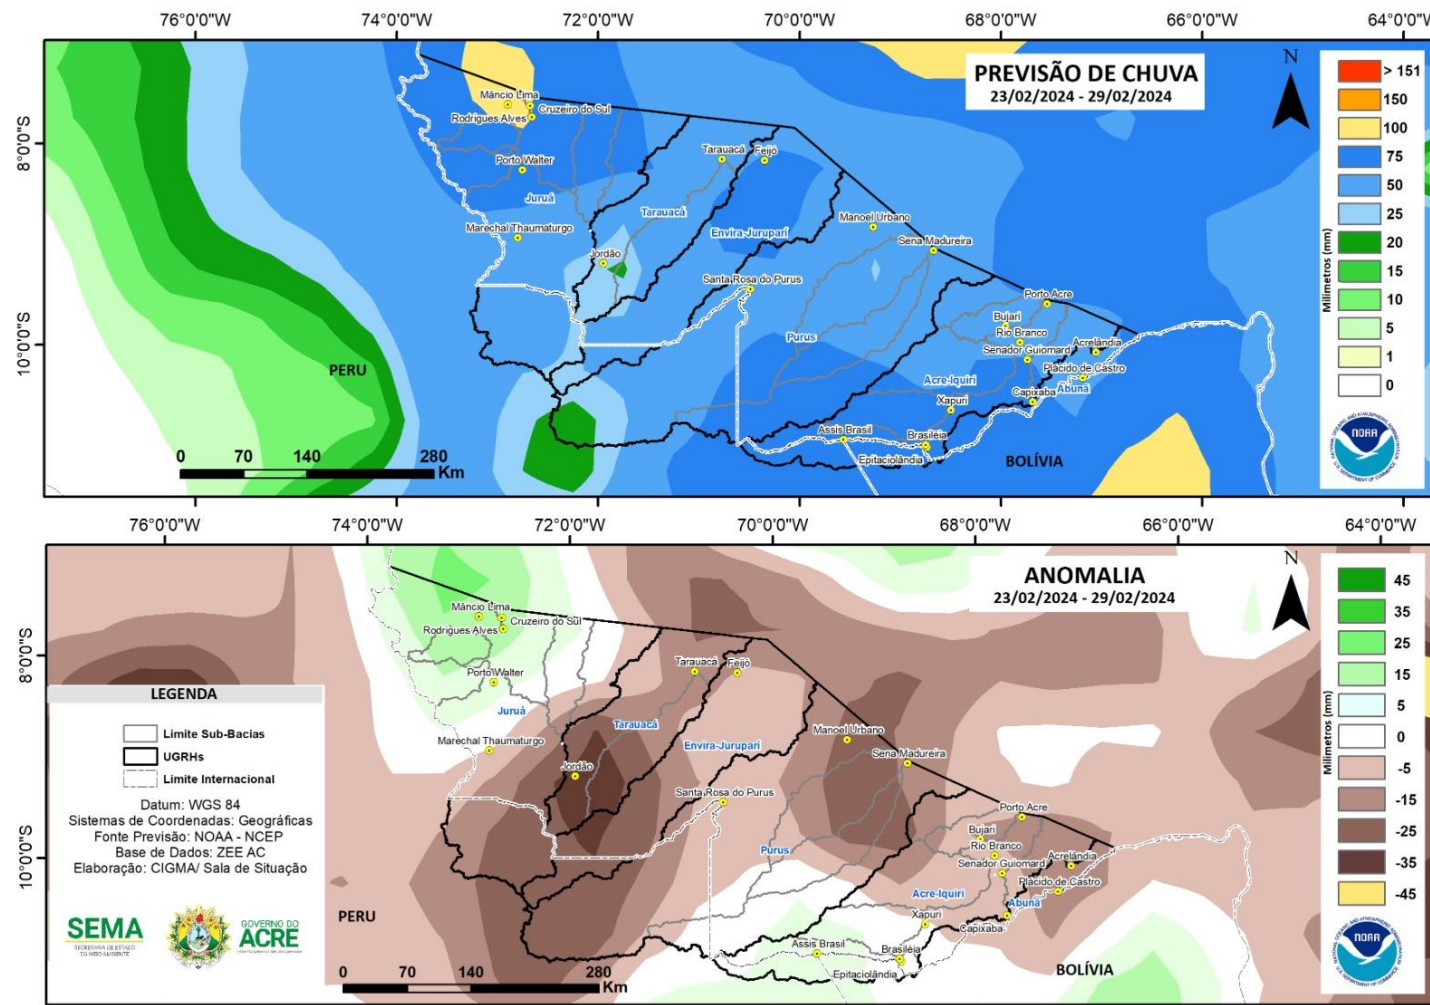 76°0'0"W 74°0'0"W 72°0'0"W 70°0'0"W 68°0'0"W 66°0'0"W 64°0'0"W
8°0'0"S
10°0'0"S
PREVISÃO DE CHUVA
23/02/2024 - 29/02/2024
N
Mâncio Lima
Cruzeiro do Sul
Rodrigues Alves
Porto Walter
Juruá
Marechal Thaumaturgo
Tarauacá
Feijó
Tarauacá
Envira-Juruparí
Jordão
Manoel Urbano
Sena Madureira
Santa Rosa do Purus
Purus
Porto Acre
Bujari
Rio Branco
Senador Guiomard
Acrelândia
Plácido de Castro
Abunã
Acre-Iquiri
Capixaba
Xapuri
Assis Brasil
Brasiléia
Epitaciolândia
PERU
BOLÍVIA
0 70 140 280
Km
Milímetros (mm)
> 151
150
100
75
50
25
20
15
10
5
1
0
NOAA
76°0'0"W 74°0'0"W 72°0'0"W 70°0'0"W 68°0'0"W 66°0'0"W 64°0'0"W
8°0'0"S
10°0'0"S
ANOMALIA
23/02/2024 - 29/02/2024
N
Mâncio Lima
Cruzeiro do Sul
Rodrigues Alves
Porto Walter
Juruá
Marechal Thaumaturgo
Tarauacá
Feijó
Tarauacá
Envira-Juruparí
Jordão
Manoel Urbano
Sena Madureira
Santa Rosa do Purus
Purus
Porto Acre
Bujari
Rio Branco
Senador Guiomard
Acrelândia
Plácido de Castro
Abunã
Acre-Iquiri
Capixaba
Xapuri
Assis Brasil
Brasiléia
Epitaciolândia
PERU
BOLÍVIA
0 70 140 280
Km
Milímetros (mm)
45
35
25
15
5
0
-5
-15
-25
-35
-45
NOAA
LEGENDA
Limite Sub-Bacias
UGRHs
Limite Internacional
Datum: WGS 84
Sistemas de Coordenadas: Geográficas
Fonte Previsão: NOAA - NCEP
Base de Dados: ZEE AC
Elaboração: CIGMA/ Sala de Situação
SEMA
SECRETARIA DE ESTADO
DO MEIO AMBIENTE
GOVERNO DO
ACRE